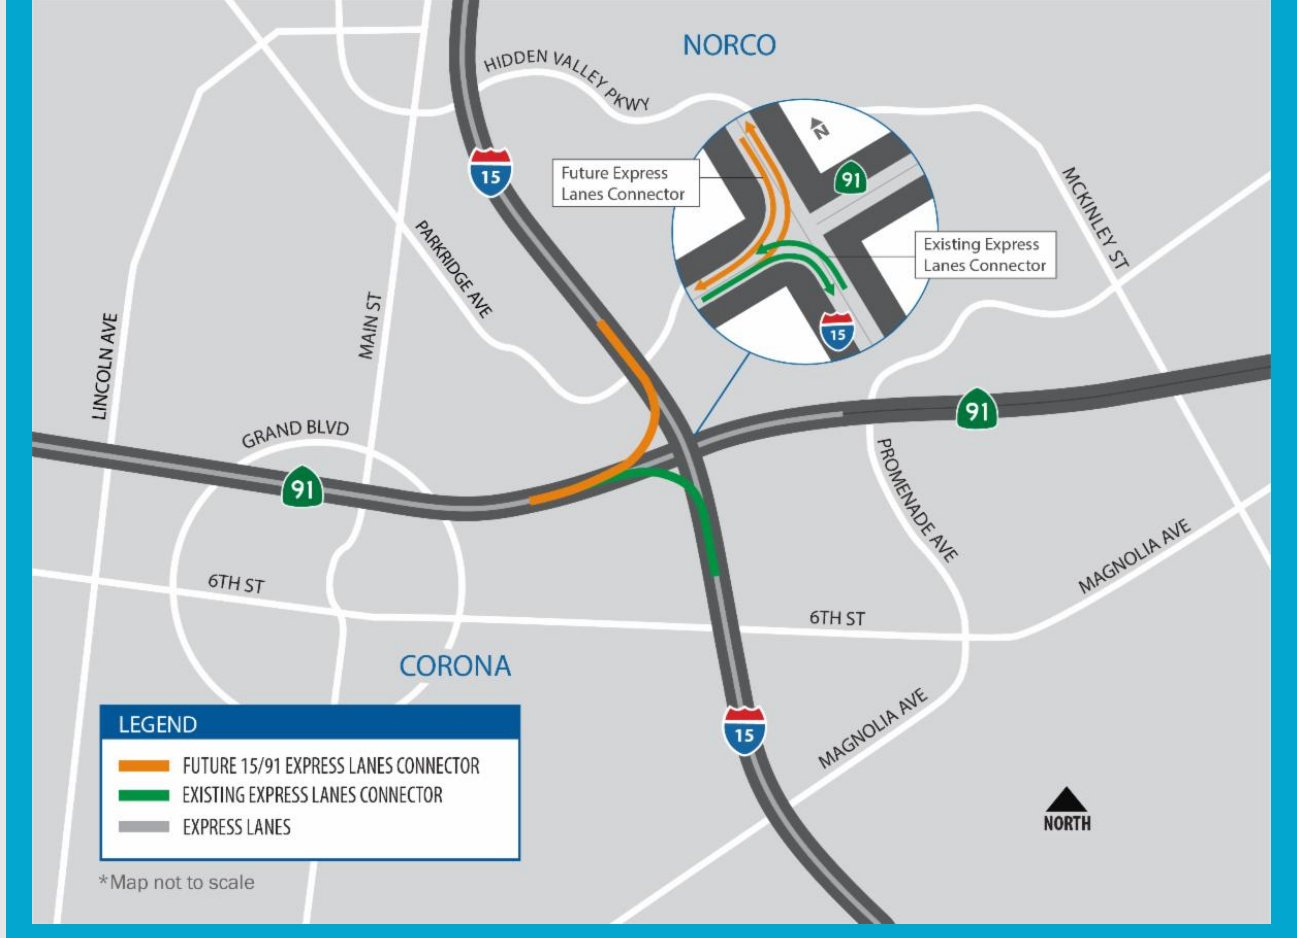 NORCO
HIDDEN VALLEY PKWY
15
Future Express
Lanes Connector
N
91
Existing Express
Lanes Connector
15
MCKINLEY ST
PARKRIDGE AVE
MAIN ST
LINCOLN AVE
GRAND BLVD
91
91
PROMENADE AVE
MAGNOLIA AVE
6TH ST
6TH ST
CORONA
MAGNOLIA AVE
15
LEGEND
FUTURE 15/91 EXPRESS LANES CONNECTOR
EXISTING EXPRESS LANES CONNECTOR
EXPRESS LANES
NORTH
*Map not to scale